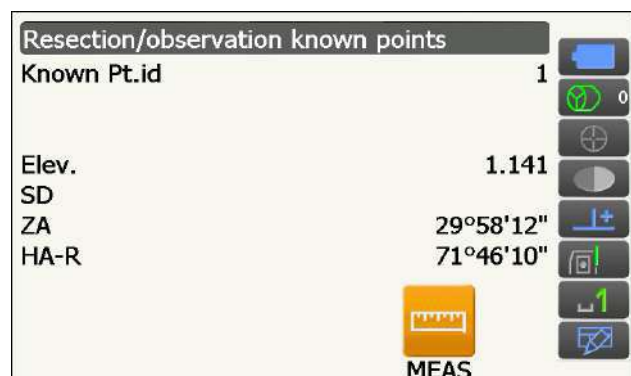 Resection/observation known points
Known Pt.id 1
0
Elev. 1.141
SD
ZA 29°58'12"
HA-R 71°46'10"
1
MEAS